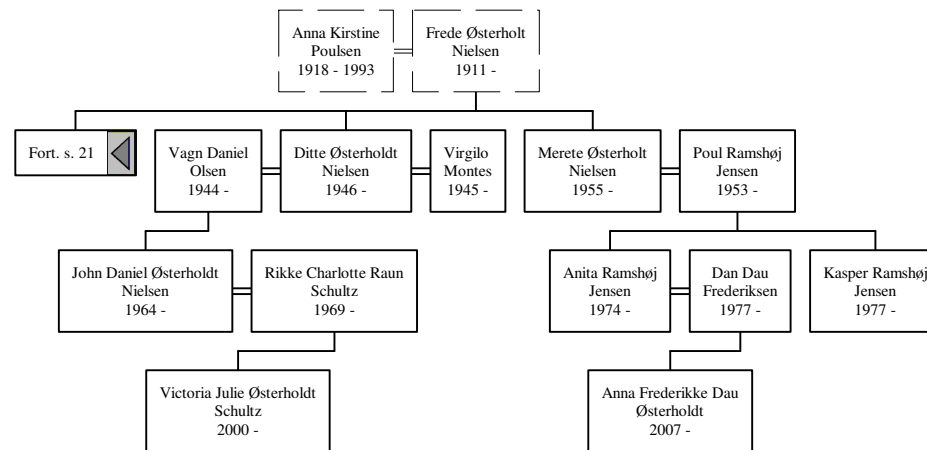 Anna Kirstine
Poulsen
1918 - 1993
Frede Østerholt
Nielsen
1911 -
Fort. s. 21
Vagn Daniel
Olsen
1944 -
Ditte Østerholdt
Nielsen
1946 -
Virgilo
Montes
1945 -
Merete Østerholt
Nielsen
1955 -
Poul Ramshøj
Jensen
1953 -
John Daniel Østerholdt
Nielsen
1964 -
Rikke Charlotte Raun
Schultz
1969 -
Anita Ramshøj
Jensen
1974 -
Dan Dau
Frederiksen
1977 -
Kasper Ramshøj
Jensen
1977 -
Victoria Julie Østerholdt
Schultz
2000 -
Anna Frederikke Dau
Østerholdt
2007 -